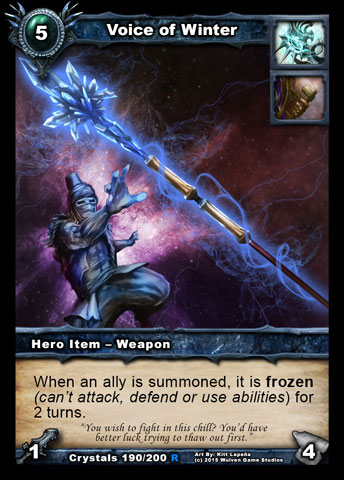 5
Voice of Winter
Hero Item – Weapon
When an ally is summoned, it is frozen
(can't attack, defend or use abilities) for
2 turns.
"You wish to fight in this chill? You'd have
better luck trying to thaw out first."
1
4
Crystals 190/200 R
Art By: Kitt Lapeña
(c) 2015 Wulven Game Studios